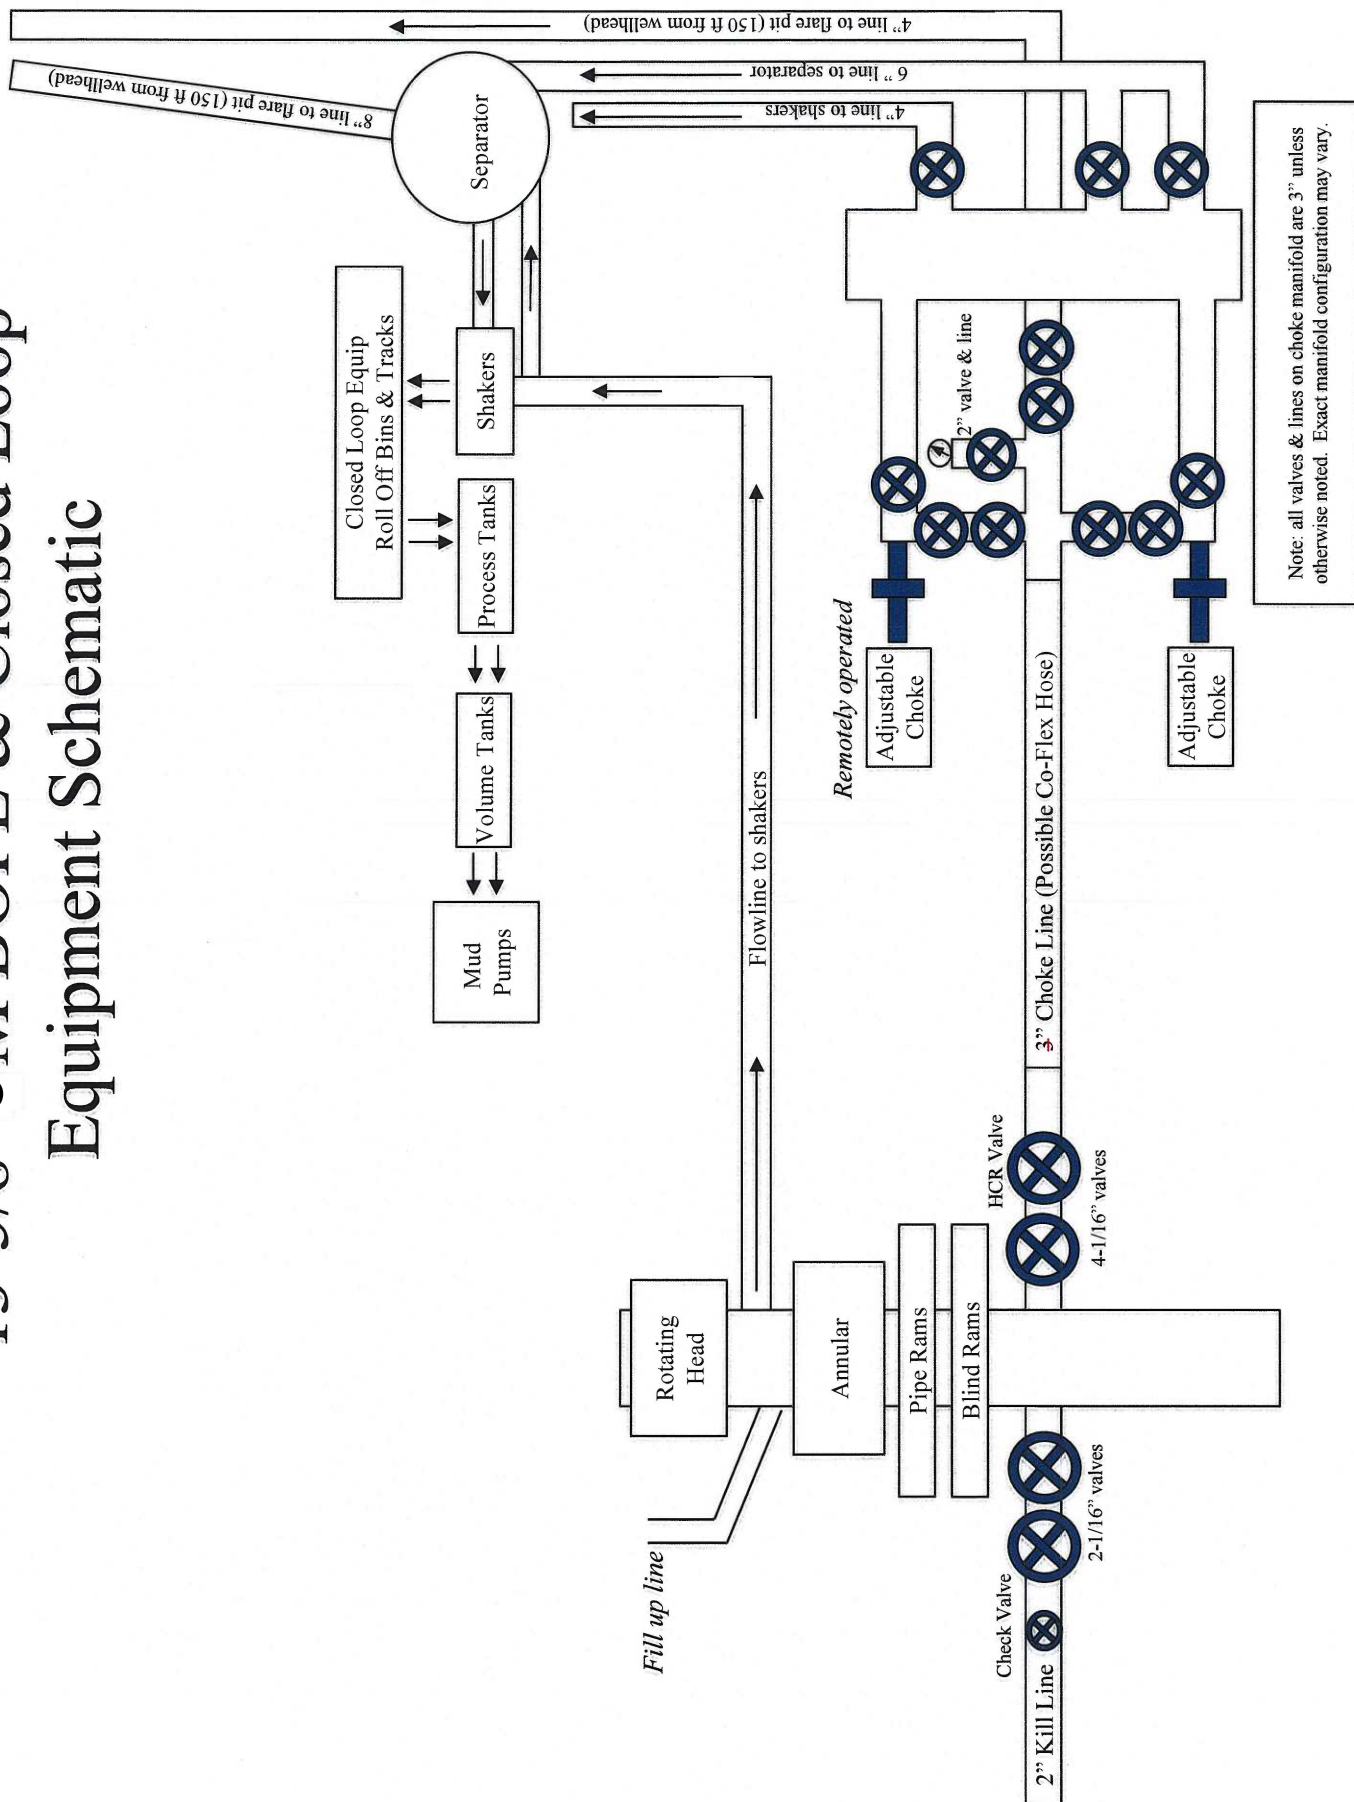 BOPE & Closed Loop
Equipment Schematic
Closed Loop Equip
Roll Off Bins & Tracks
8” line to flare pit (150 ft from wellhead)
Mud
Pumps
Volume Tanks
Process Tanks
Shakers
Separator
Fill up line
Rotating
Head
Flowline to shakers
4” line to flare pit (150 ft from wellhead)
6” line to separator
4” line to shakers
Annular
Remotely operated
Adjustable
Choke
Pipe Rams
Blind Rams
2” valve & line
Check Valve
HCR Valve
2” Kill Line
3” Choke Line (Possible Co-Flex Hose)
2-1/16” valves
4-1/16” valves
Adjustable
Choke
Note: all valves & lines on choke manifold are 3” unless
otherwise noted.  Exact manifold configuration may vary.